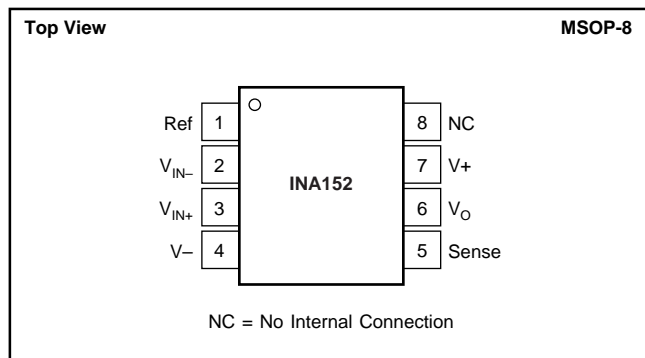 Top View MSOP-8
Ref 1 8 NC
V_IN– 2 7 V+
INA152
V_IN+ 3 6 V_O
V– 4 5 Sense
NC = No Internal Connection